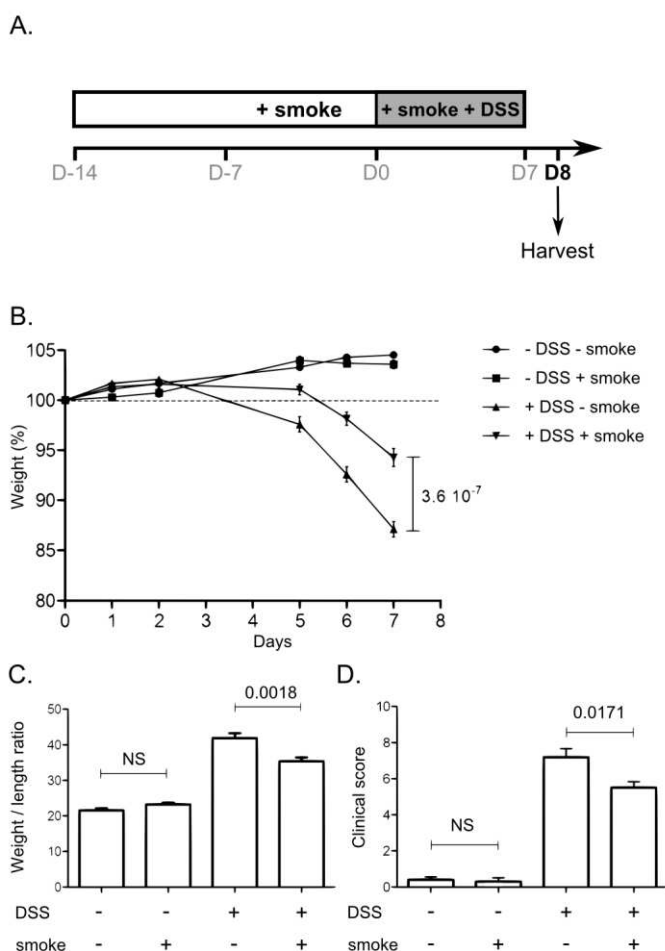 A.
+ smoke + smoke + DSS
D-14 D-7 D0 D7 D8
Harvest
B.
105
100
95
90
85
80
Weight (%)
0 1 2 3 4 5 6 7 8
Days
3.6 10⁻⁷
- DSS - smoke
- DSS + smoke
+ DSS - smoke
+ DSS + smoke
C.
50
40
30
20
10
0
Weight / length ratio
NS
0.0018
DSS - - + +
smoke - + - +
D.
10
8
6
4
2
0
Clinical score
NS
0.0171
DSS - - + +
smoke - + - +